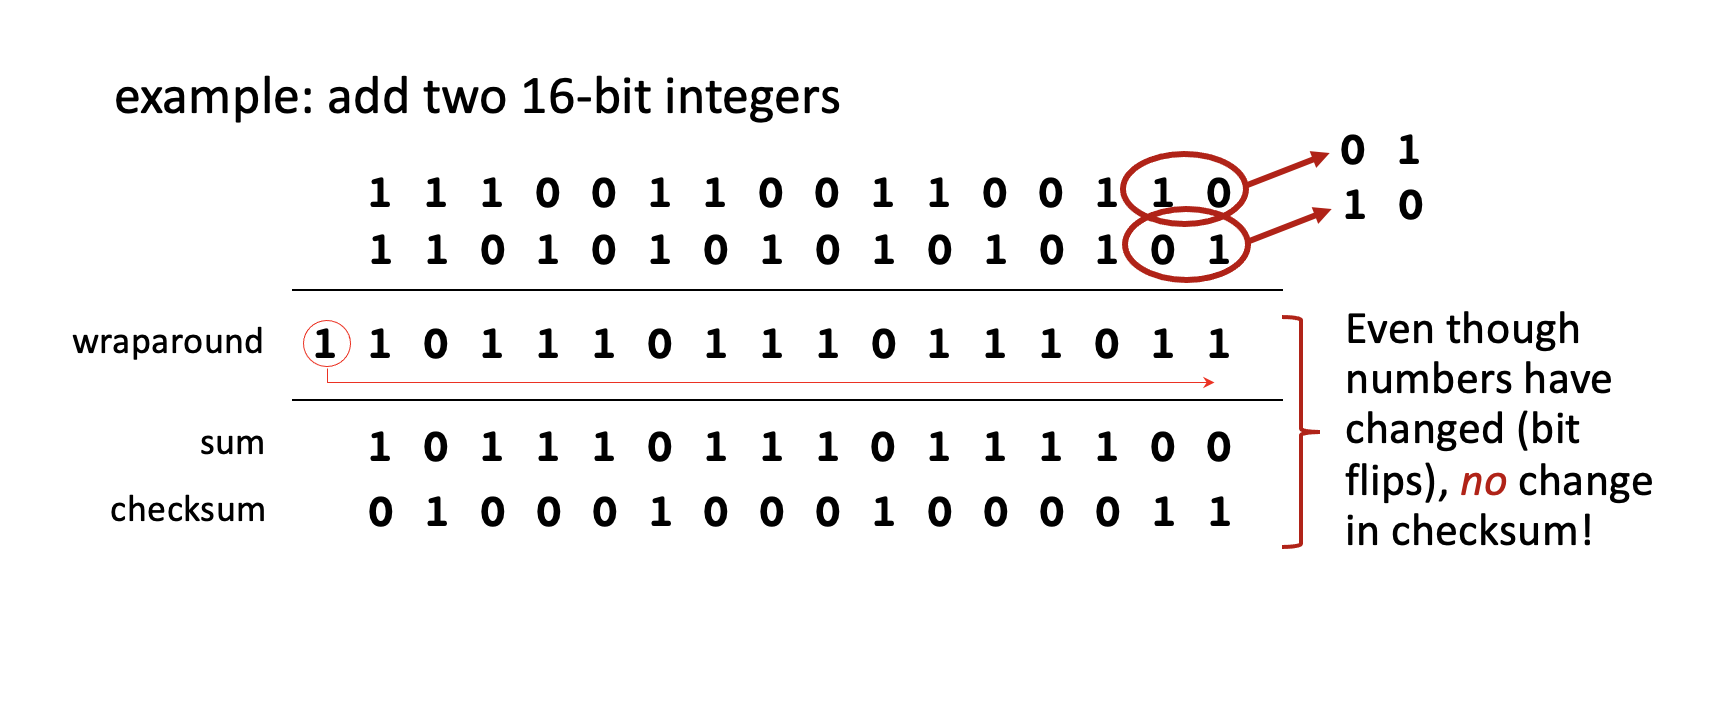 example: add two 16-bit integers
0 1
1 1 1 0 0 1 1 0 0 1 1 0 0 1 1 0
1 0
1 1 0 1 0 1 0 1 0 1 0 1 0 1 0 1
wraparound 1 1 0 1 1 1 0 1 1 1 0 1 1 1 0 1 1
sum 1 0 1 1 1 0 1 1 1 0 1 1 1 1 0 0
checksum 0 1 0 0 0 1 0 0 0 1 0 0 0 0 1 1
Even though
numbers have
changed (bit
flips), no change
in checksum!